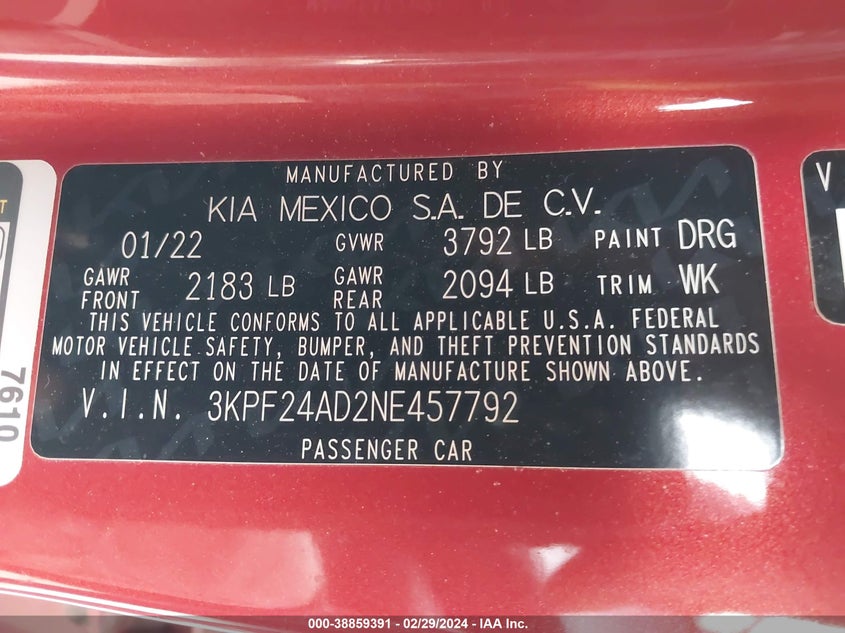 MANUFACTURED BY
KIA MEXICO S.A. DE C.V.
01/22 GVWR 3792 LB PAINT DRG
GAWR FRONT 2183 LB GAWR REAR 2094 LB TRIM WK
THIS VEHICLE CONFORMS TO ALL APPLICABLE U.S.A. FEDERAL
MOTOR VEHICLE SAFETY, BUMPER, AND THEFT PREVENTION STANDARDS
IN EFFECT ON THE DATE OF MANUFACTURE SHOWN ABOVE.
V.I.N. 3KPF24AD2NE457792
PASSENGER CAR
7610
V
000-38859391 - 02/29/2024 - IAA Inc.